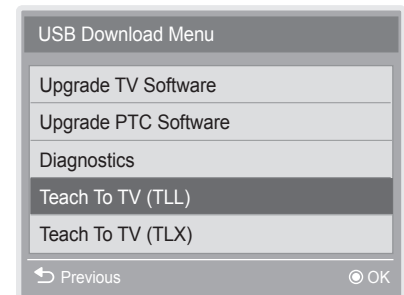 USB Download Menu
Upgrade TV Software
Upgrade PTC Software
Diagnostics
Teach To TV (TLL)
Teach To TV (TLX)
Previous
OK